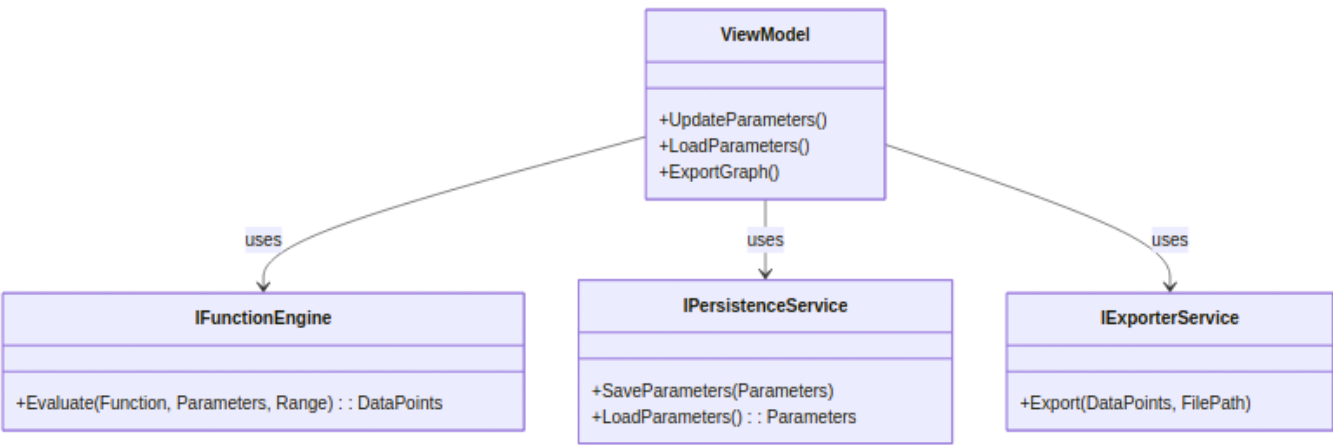 ViewModel
+UpdateParameters()
+LoadParameters()
+ExportGraph()
uses
uses
uses
IFunctionEngine
+Evaluate(Function, Parameters, Range) : : DataPoints
IPersistenceService
+SaveParameters(Parameters)
+LoadParameters() : : Parameters
IExporterService
+Export(DataPoints, FilePath)